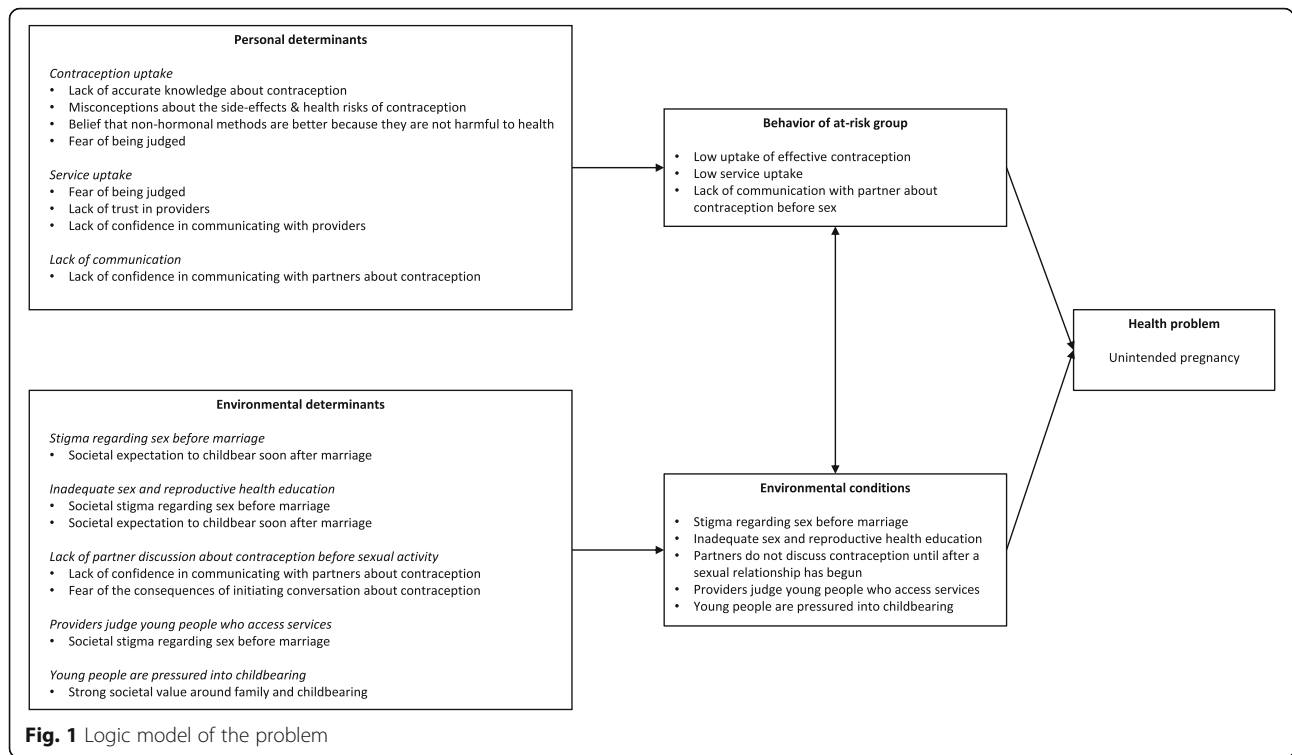 Personal determinants
Contraception uptake
• Lack of accurate knowledge about contraception
• Misconceptions about the side-effects & health risks of contraception
• Belief that non-hormonal methods are better because they are not harmful to health
• Fear of being judged
Service uptake
• Fear of being judged
• Lack of trust in providers
• Lack of confidence in communicating with providers
Lack of communication
• Lack of confidence in communicating with partners about contraception
Environmental determinants
Stigma regarding sex before marriage
• Societal expectation to childbear soon after marriage
Inadequate sex and reproductive health education
• Societal stigma regarding sex before marriage
• Societal expectation to childbear soon after marriage
Lack of partner discussion about contraception before sexual activity
• Lack of confidence in communicating with partners about contraception
• Fear of the consequences of initiating conversation about contraception
Providers judge young people who access services
• Societal stigma regarding sex before marriage
Young people are pressured into childbearing
• Strong societal value around family and childbearing
Behavior of at-risk group
• Low uptake of effective contraception
• Low service uptake
• Lack of communication with partner about
contraception before sex
Environmental conditions
• Stigma regarding sex before marriage
• Inadequate sex and reproductive health education
• Partners do not discuss contraception until after a
sexual relationship has begun
• Providers judge young people who access services
• Young people are pressured into childbearing
Health problem
Unintended pregnancy
Fig. 1 Logic model of the problem